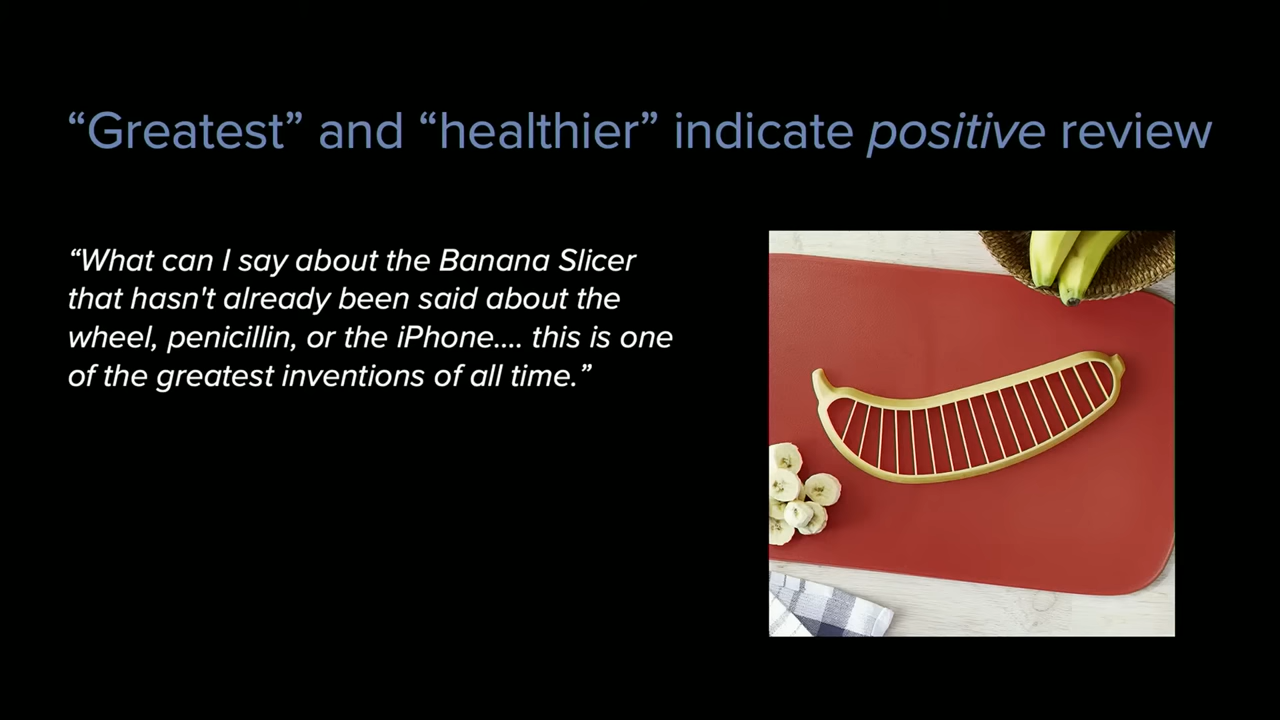 “Greatest” and “healthier” indicate positive review
“What can I say about the Banana Slicer
that hasn't already been said about the
wheel, penicillin, or the iPhone.... this is one
of the greatest inventions of all time.”